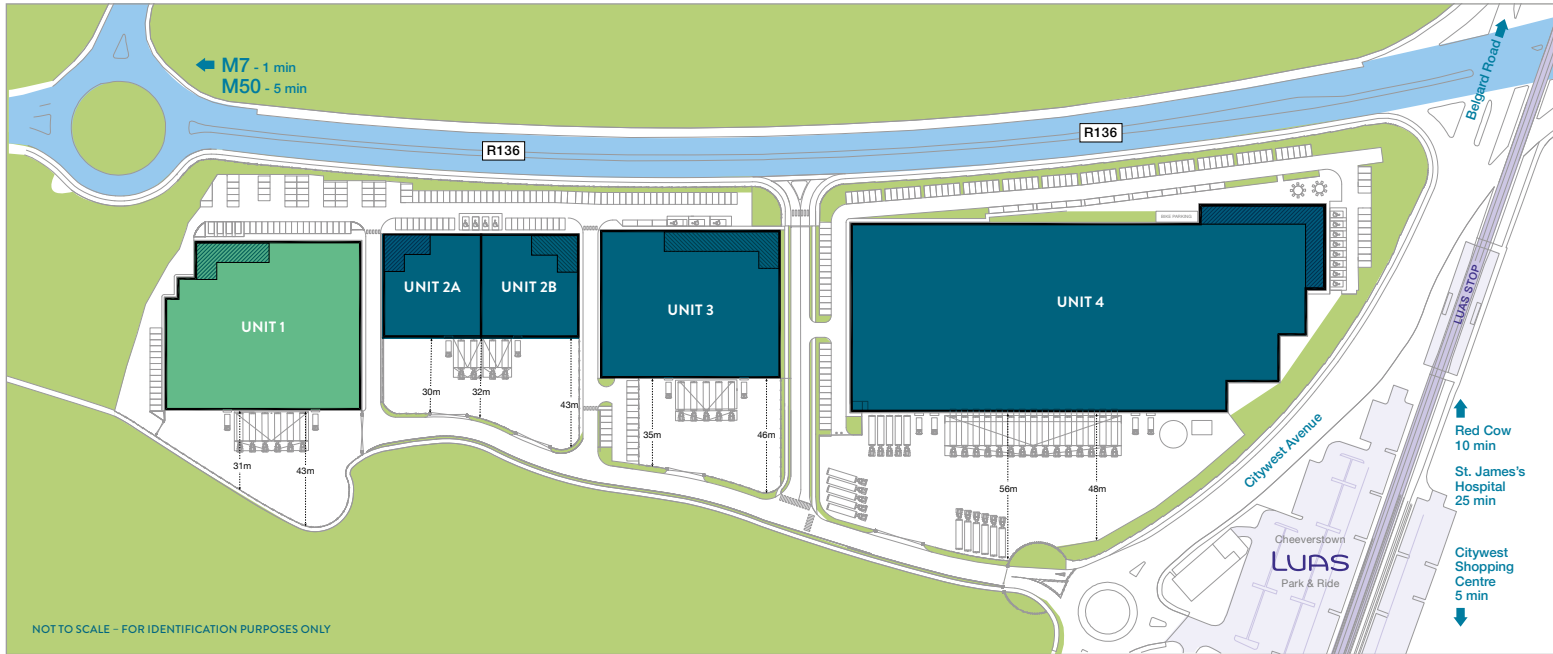 M7 - 1 min
M50 - 5 min
R136
R136
Belgard Road
BIKE PARKING
UNIT 1
UNIT 2A
UNIT 2B
UNIT 3
UNIT 4
LUAS STOP
30m
32m
43m
35m
46m
31m
43m
56m
48m
Citywest Avenue
Red Cow
10 min
St. James's
Hospital
25 min
Cheeverstown
LUAS
Park & Ride
Citywest
Shopping
Centre
5 min
NOT TO SCALE – FOR IDENTIFICATION PURPOSES ONLY